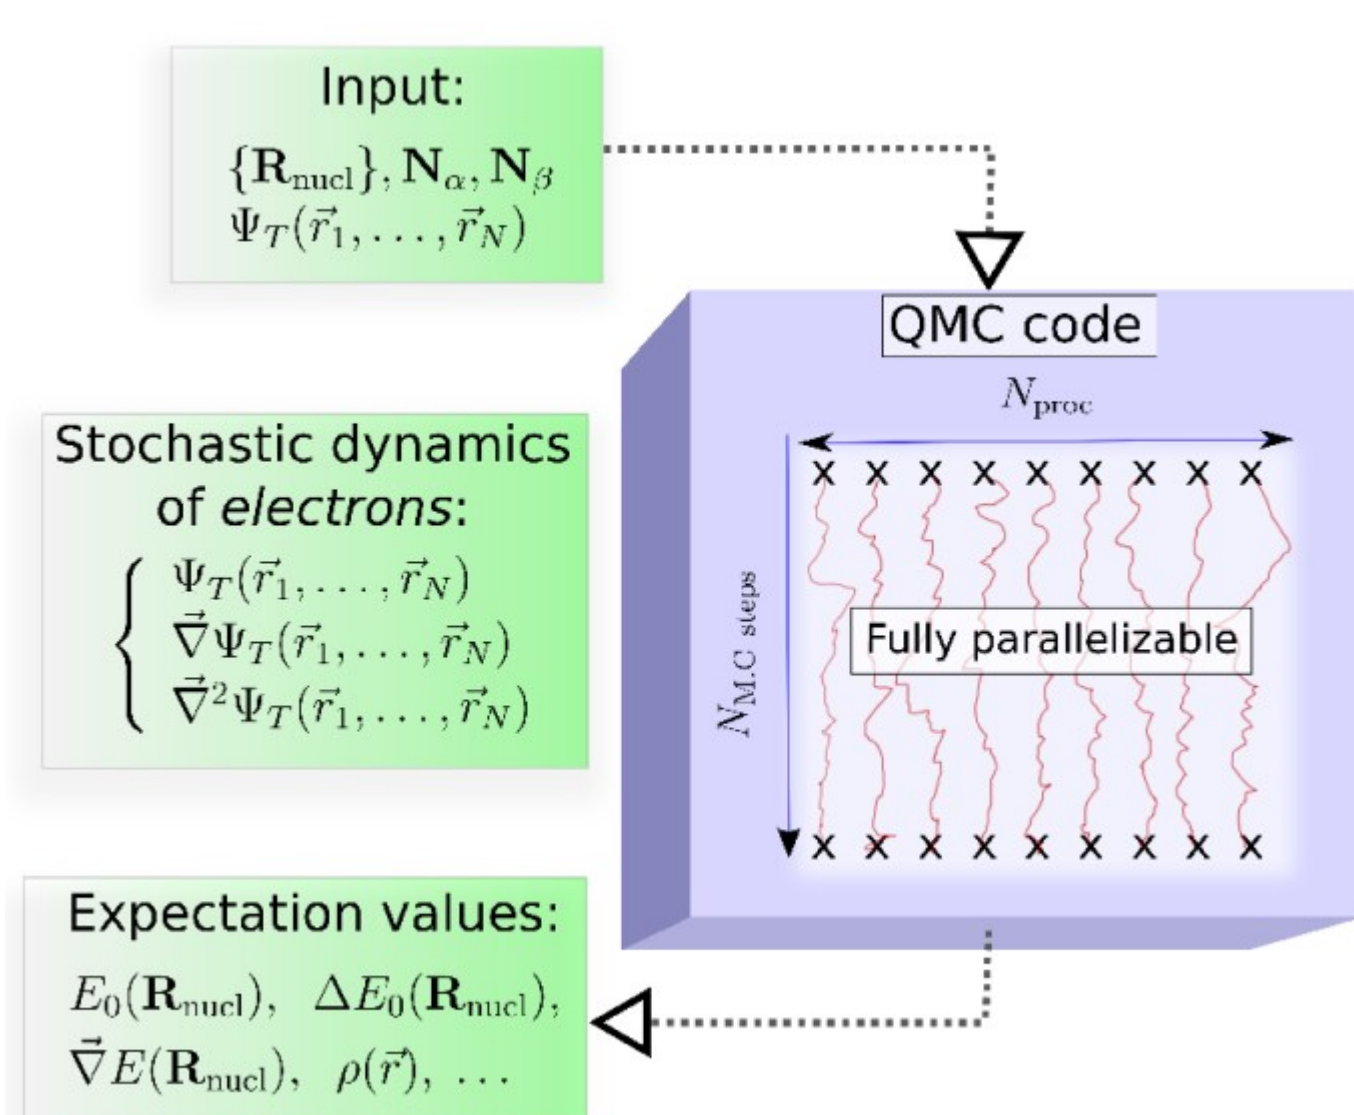 Input:
{R_nucl}, N_α, N_β
Ψ_T(r⃗_1, . . . , r⃗_N)
QMC code
N_proc
x x x x x x x x x
N_M.C steps
Fully parallelizable
x x x x x x x x x
Stochastic dynamics
of electrons:
Ψ_T(r⃗_1, . . . , r⃗_N)
∇⃗Ψ_T(r⃗_1, . . . , r⃗_N)
∇⃗²Ψ_T(r⃗_1, . . . , r⃗_N)
Expectation values:
E_0(R_nucl), ΔE_0(R_nucl),
∇⃗E(R_nucl), ρ(r⃗), . . .